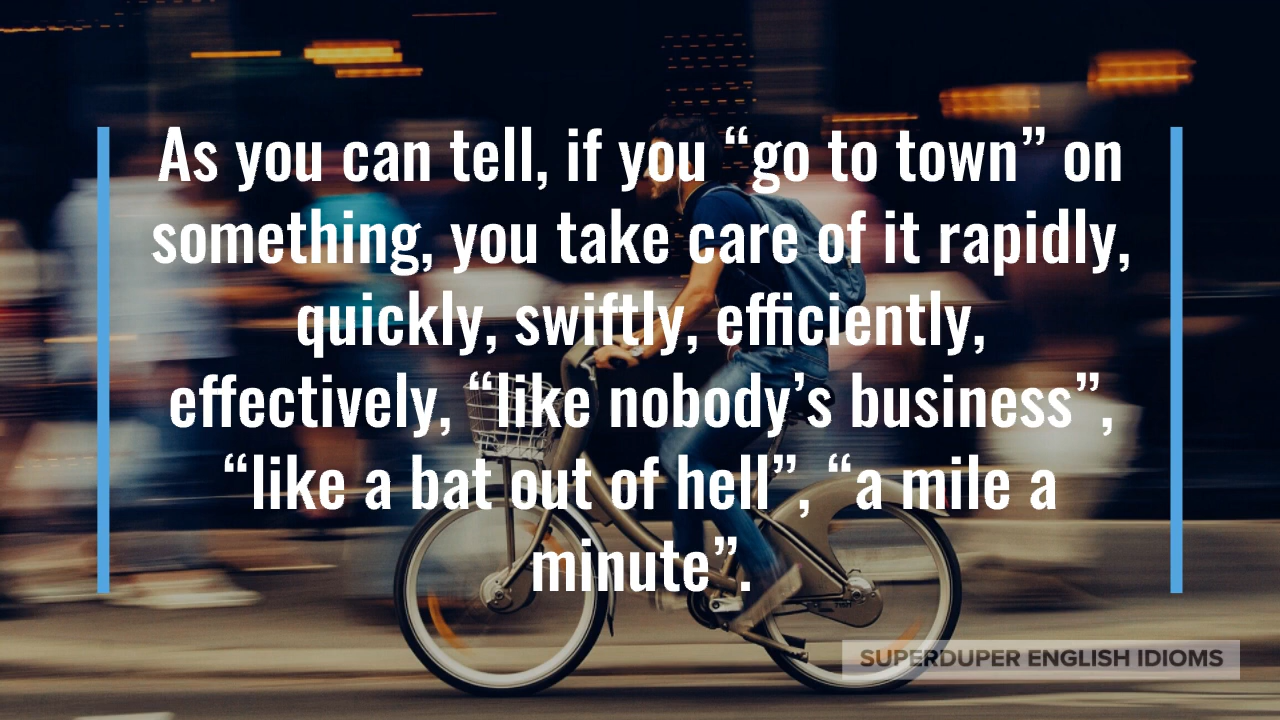 As you can tell, if you “go to town” on
something, you take care of it rapidly,
quickly, swiftly, efficiently,
effectively, “like nobody’s business”,
“like a bat out of hell”, “a mile a
minute”.
SUPERDUPER ENGLISH IDIOMS